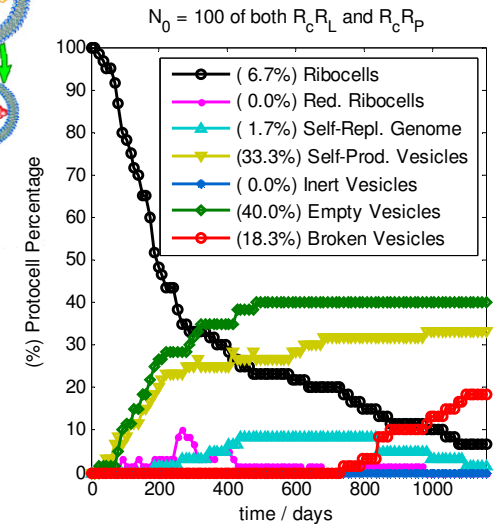 N₀ = 100 of both R_cR_L and R_cR_P
(%) Protocell Percentage
100
90
80
70
60
50
40
30
20
10
0
( 6.7%) Ribocells
( 0.0%) Red. Ribocells
( 1.7%) Self-Repl. Genome
(33.3%) Self-Prod. Vesicles
( 0.0%) Inert Vesicles
(40.0%) Empty Vesicles
(18.3%) Broken Vesicles
0 200 400 600 800 1000
time / days